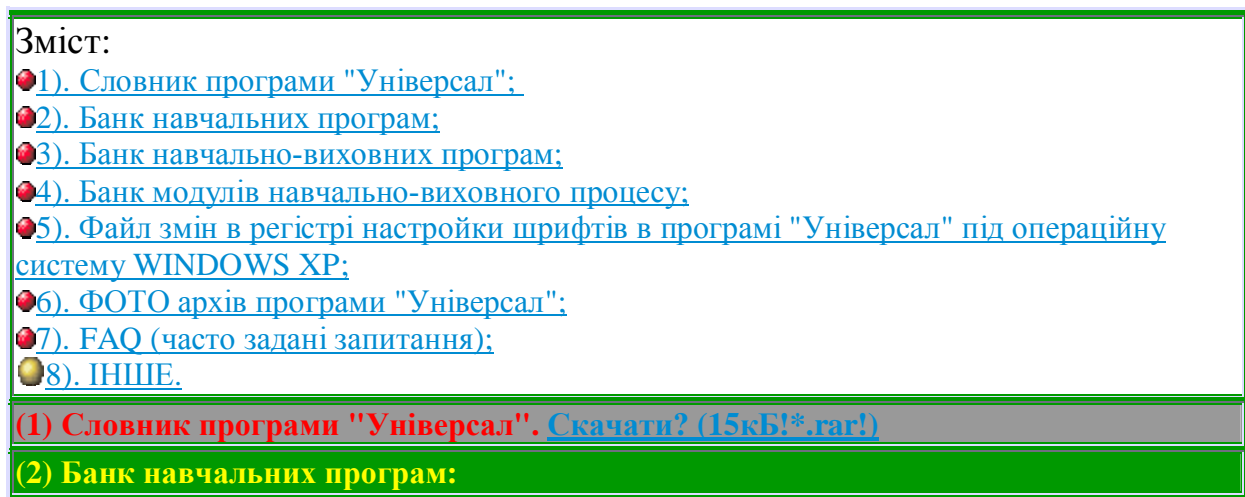 Зміст:
1). Словник програми "Універсал";
2). Банк навчальних програм;
3). Банк навчально-виховних програм;
4). Банк модулів навчально-виховного процесу;
5). Файл змін в регістрі настройки шрифтів в програмі "Універсал" під операційну
систему WINDOWS XP;
6). ФОТО архів програми "Універсал";
7). FAQ (часто задані запитання);
8). ІНШЕ.
(1) Словник програми "Універсал". Скачати? (15кБ!*.rar!)
(2) Банк навчальних програм: